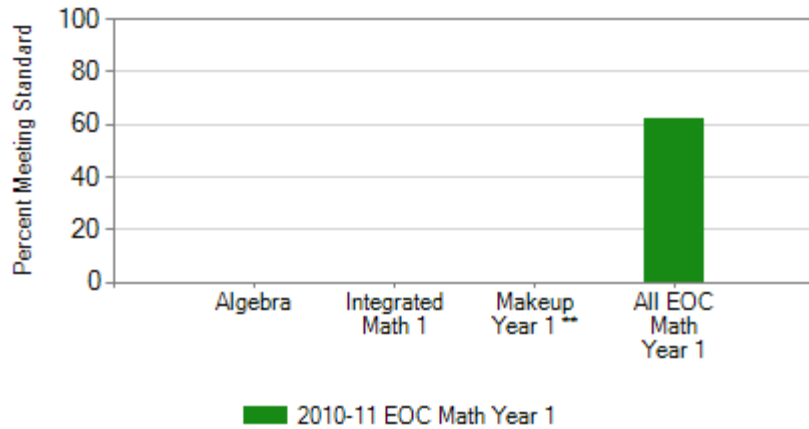 Percent Meeting Standard
100
80
60
40
20
0
Algebra
Integrated
Math 1
Makeup
Year 1 **
All EOC
Math
Year 1
2010-11 EOC Math Year 1